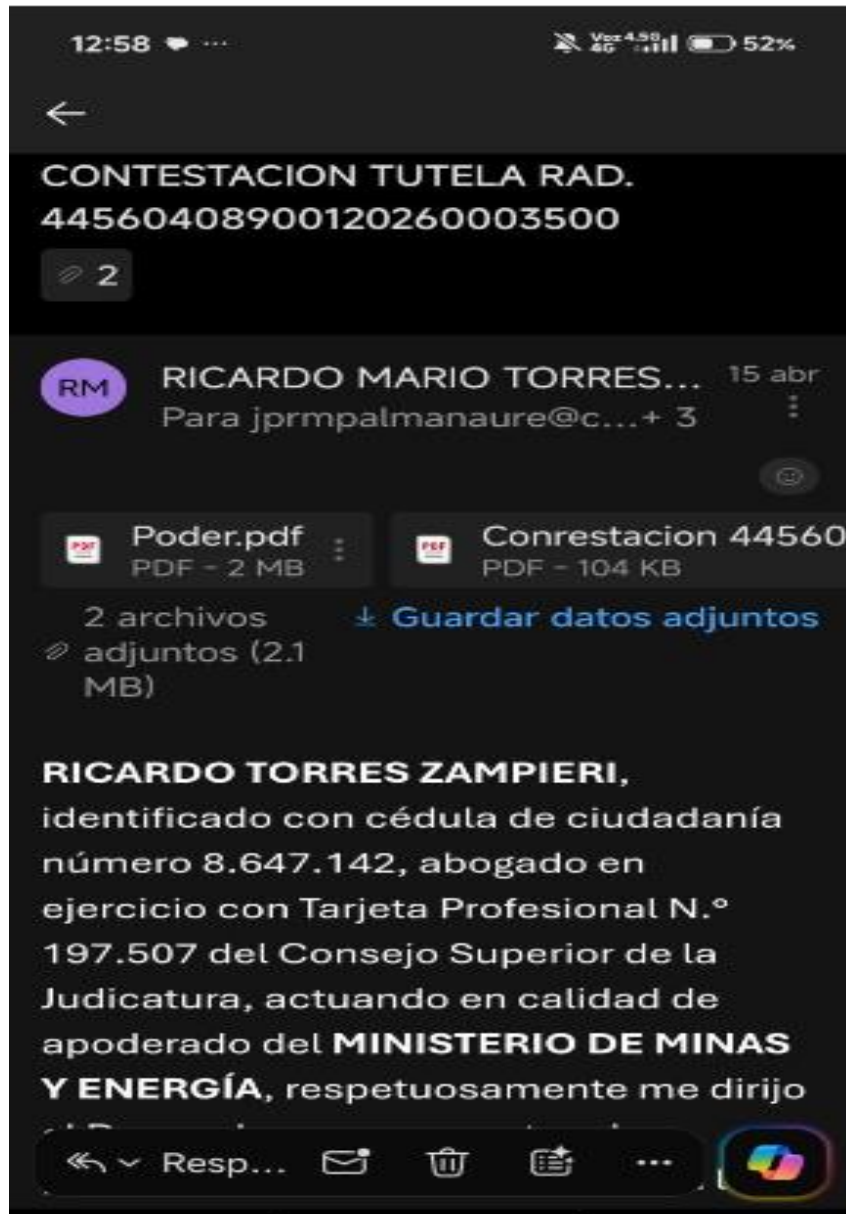 12:58 ...
52%
CONTESTACION TUTELA RAD.
44560408900120260003500
2
RM
RICARDO MARIO TORRES... 15 abr
Para jprmpalmanaure@c...+ 3
Poder.pdf
PDF - 2 MB
Conrestacion 44560
PDF - 104 KB
2 archivos
adjuntos (2.1
MB)
Guardar datos adjuntos
RICARDO TORRES ZAMPIERI,
identificado con cédula de ciudadanía
número 8.647.142, abogado en
ejercicio con Tarjeta Profesional N.°
197.507 del Consejo Superior de la
Judicatura, actuando en calidad de
apoderado del MINISTERIO DE MINAS
Y ENERGÍA, respetuosamente me dirijo
Resp...